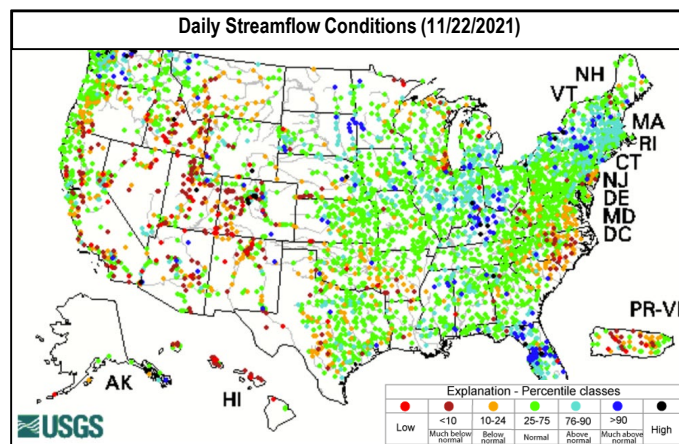 Daily Streamflow Conditions (11/22/2021)
NH
VT
MA
RI
CT
NJ
DE
MD
DC
PR-VI
AK
HI
USGS
Explanation - Percentile classes
Low <10 10-24 25-75 76-90 >90 High
Much below normal Below normal Normal Above normal Much above normal